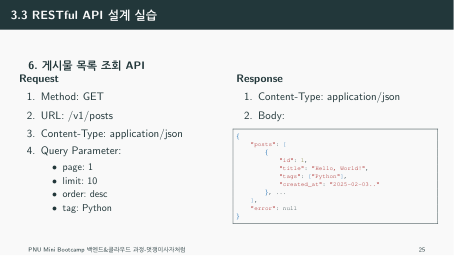 3.3 RESTful API 설계 실습
6. 게시물 목록 조회 API
Request
1. Method: GET
2. URL: /v1/posts
3. Content-Type: application/json
4. Query Parameter:
• page: 1
• limit: 10
• order: desc
• tag: Python
Response
1. Content-Type: application/json
2. Body:
{
"posts": [
{
"id": 1,
"title": "Hello, World!",
"tags": ["Python"],
"created_at": "2025-02-03.."
}, ...
],
"error": null
}
PNU Mini Bootcamp 백엔드&클라우드 과정-멋쟁이사자처럼
25